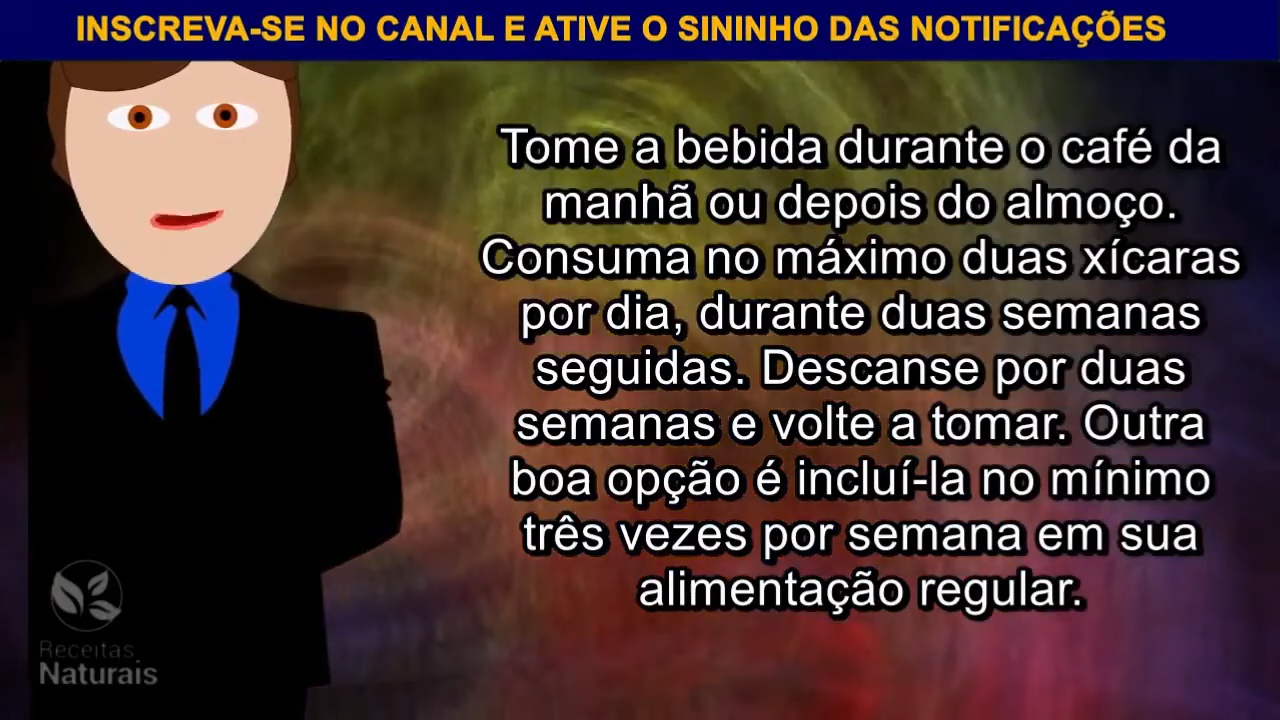 INSCREVA-SE NO CANAL E ATIVE O SININHO DAS NOTIFICAÇÕES
Tome a bebida durante o café da
manhã ou depois do almoço.
Consuma no máximo duas xícaras
por dia, durante duas semanas
seguidas. Descanse por duas
semanas e volte a tomar. Outra
boa opção é incluí-la no mínimo
três vezes por semana em sua
alimentação regular.
Receitas
Naturais